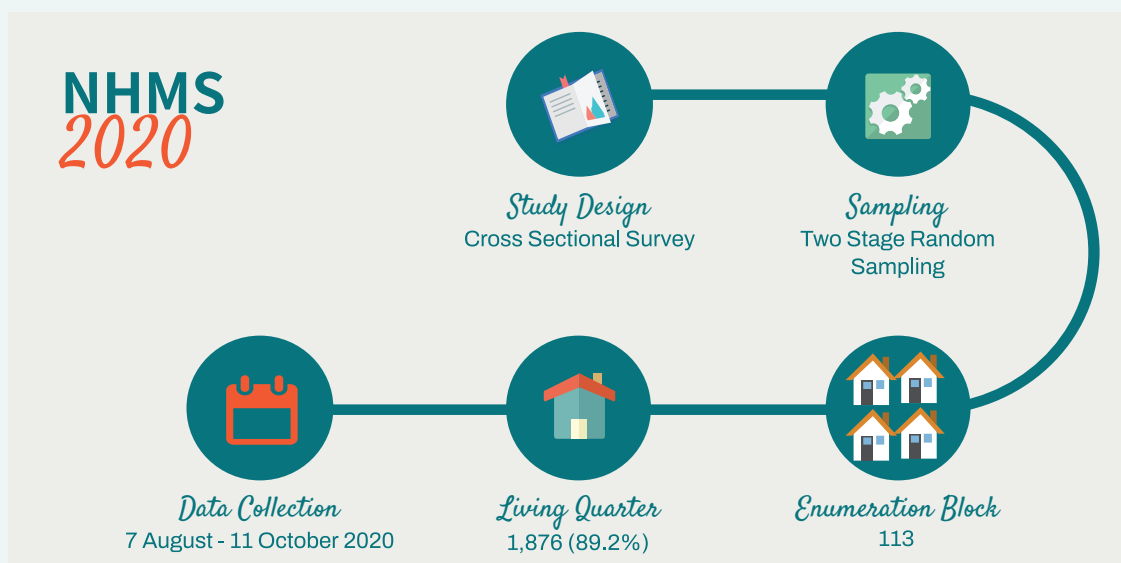 NHMS
2020
Study Design
Cross Sectional Survey
Sampling
Two Stage Random
Sampling
Data Collection
7 August - 11 October 2020
Living Quarter
1,876 (89.2%)
Enumeration Block
113